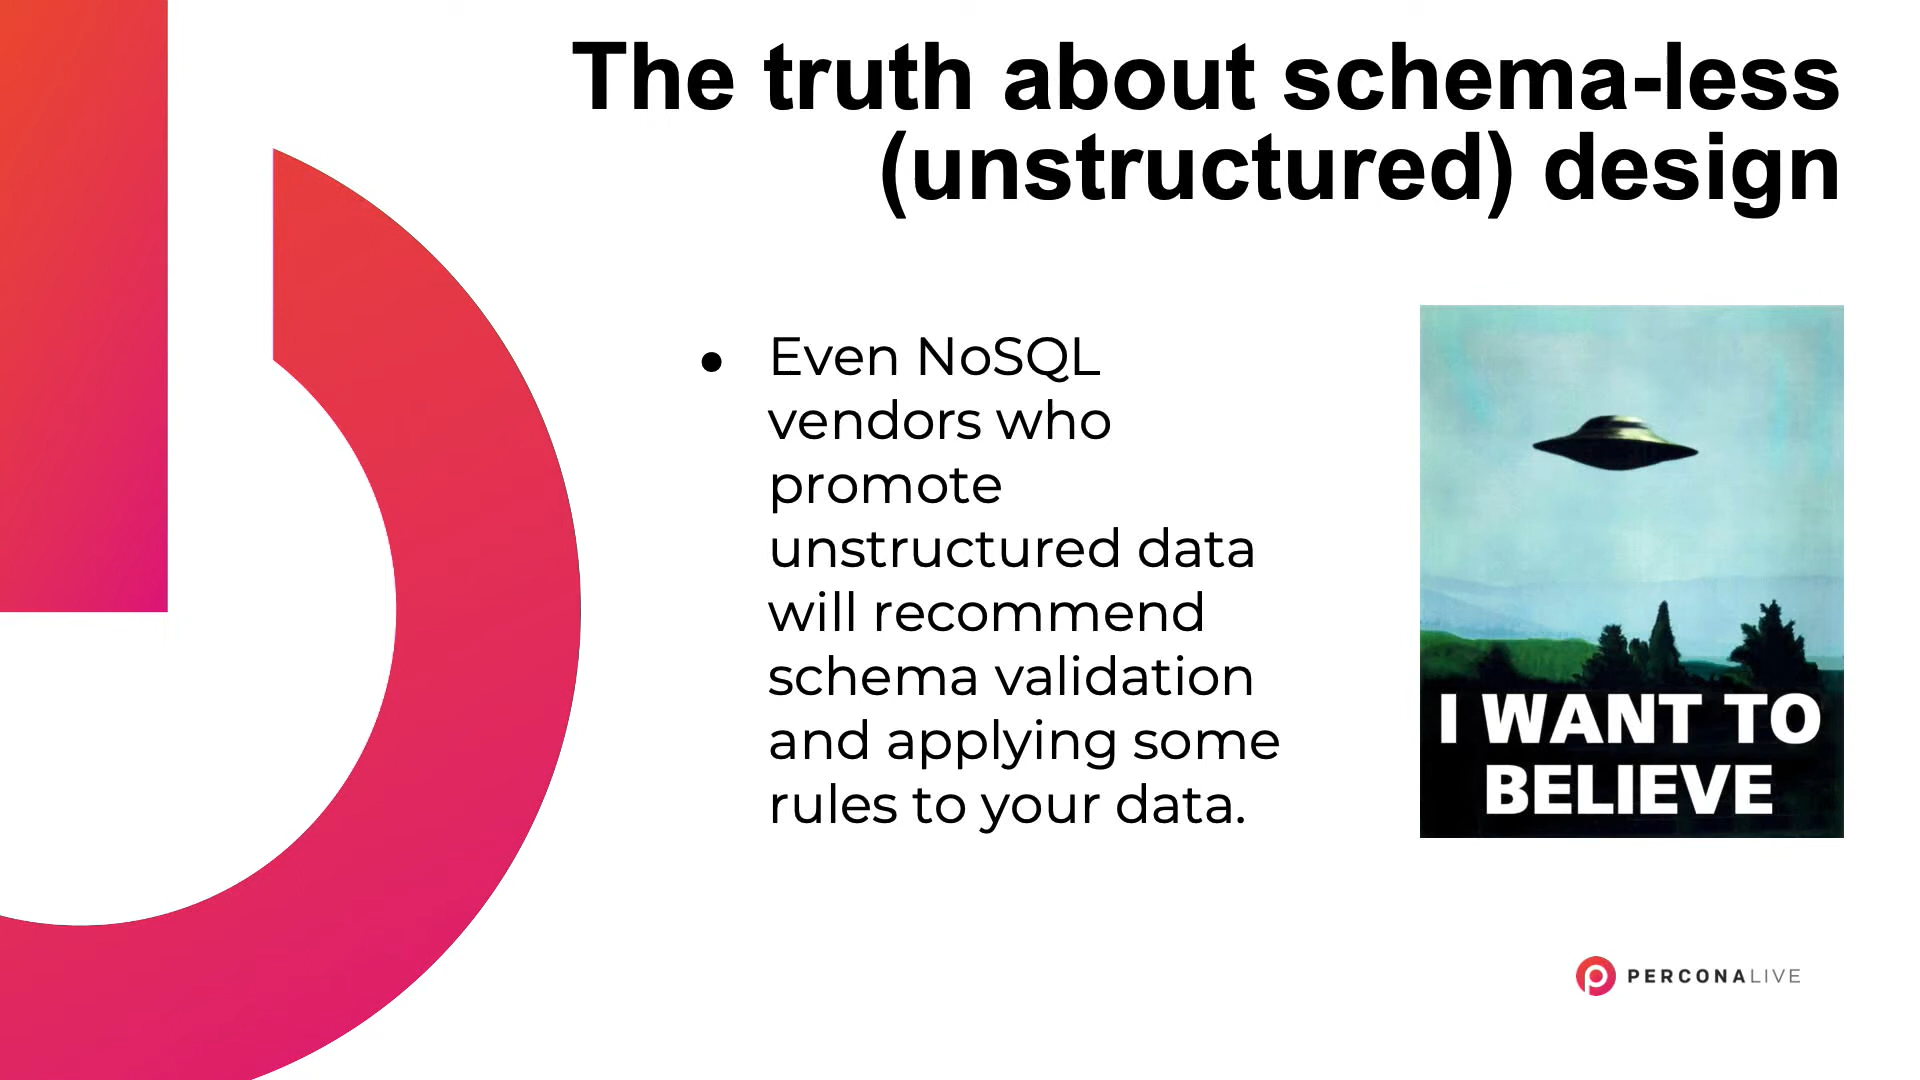 The truth about schema-less
(unstructured) design
● Even NoSQL
vendors who
promote
unstructured data
will recommend
schema validation
and applying some
rules to your data.
I WANT TO
BELIEVE
PERCONALIVE